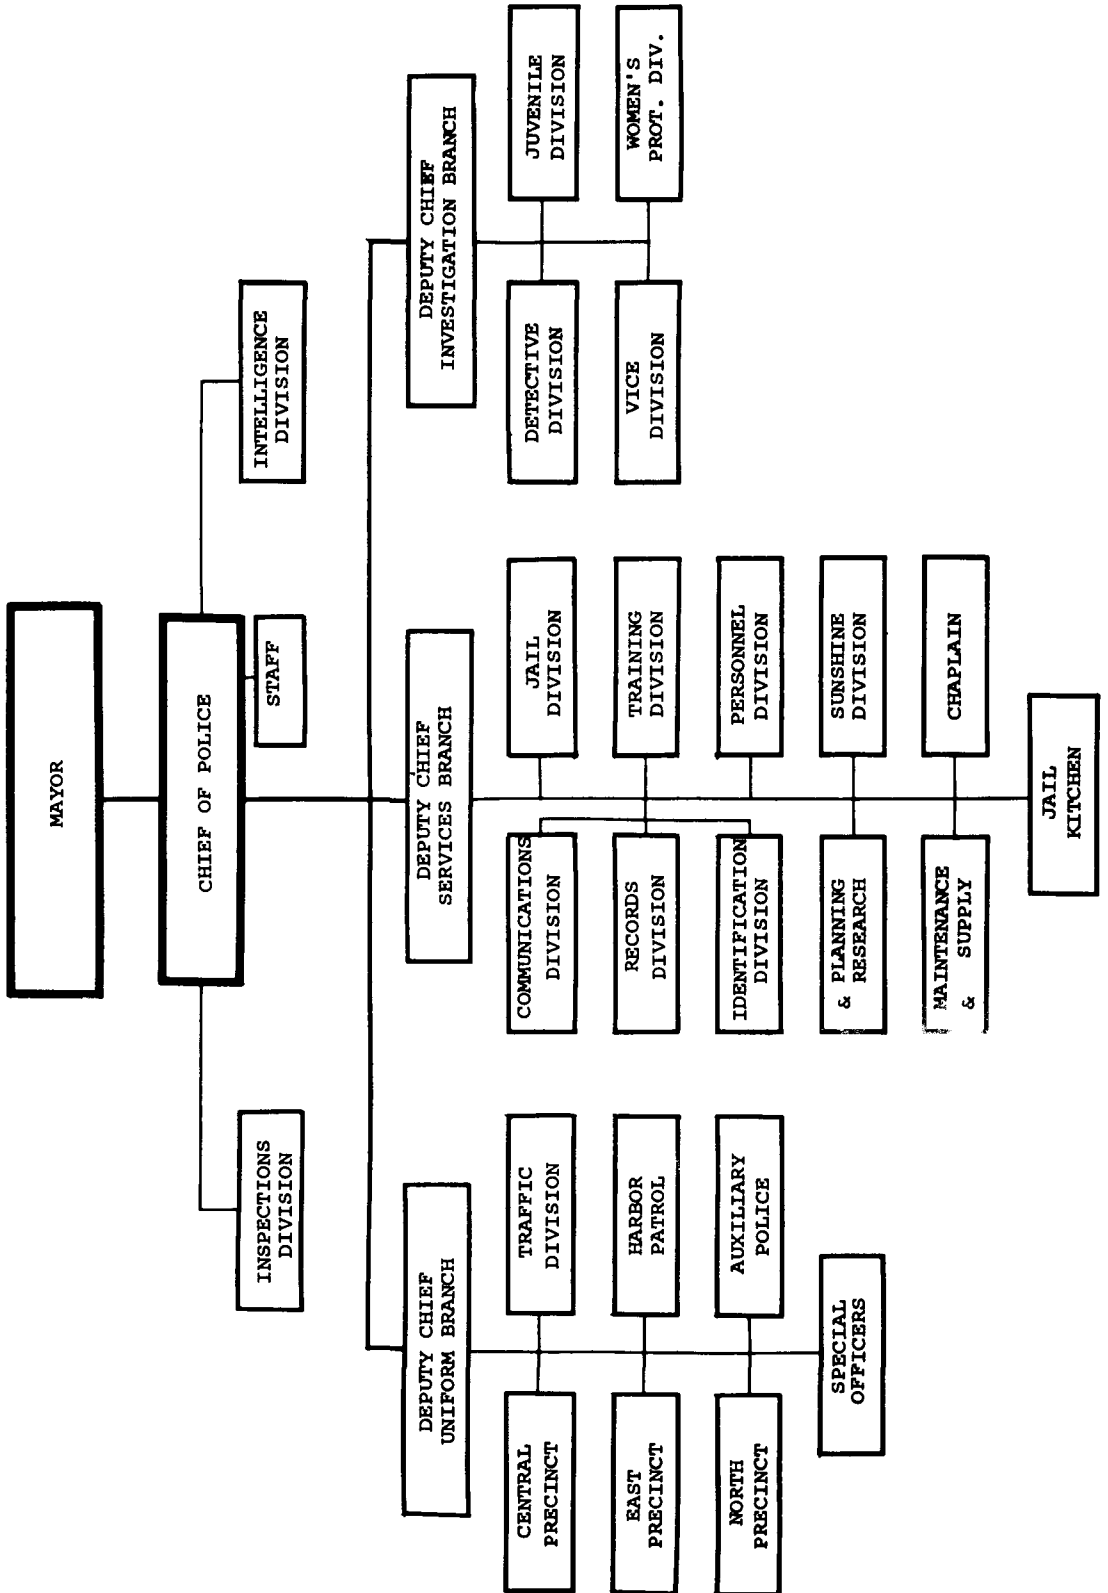 MAYOR
CHIEF OF POLICE
STAFF
INSPECTIONS
DIVISION
INTELLIGENCE
DIVISION
DEPUTY CHIEF
UNIFORM BRANCH
DEPUTY CHIEF
SERVICES BRANCH
DEPUTY CHIEF
INVESTIGATION BRANCH
CENTRAL
PRECINCT
TRAFFIC
DIVISION
EAST
PRECINCT
HARBOR
PATROL
NORTH
PRECINCT
AUXILIARY
POLICE
SPECIAL
OFFICERS
COMMUNICATIONS
DIVISION
JAIL
DIVISION
RECORDS
DIVISION
TRAINING
DIVISION
IDENTIFICATION
DIVISION
PERSONNEL
DIVISION
& PLANNING
RESEARCH
SUNSHINE
DIVISION
MAINTENANCE
& SUPPLY
CHAPLAIN
JAIL
KITCHEN
DETECTIVE
DIVISION
JUVENILE
DIVISION
VICE
DIVISION
WOMEN'S
PROT. DIV.